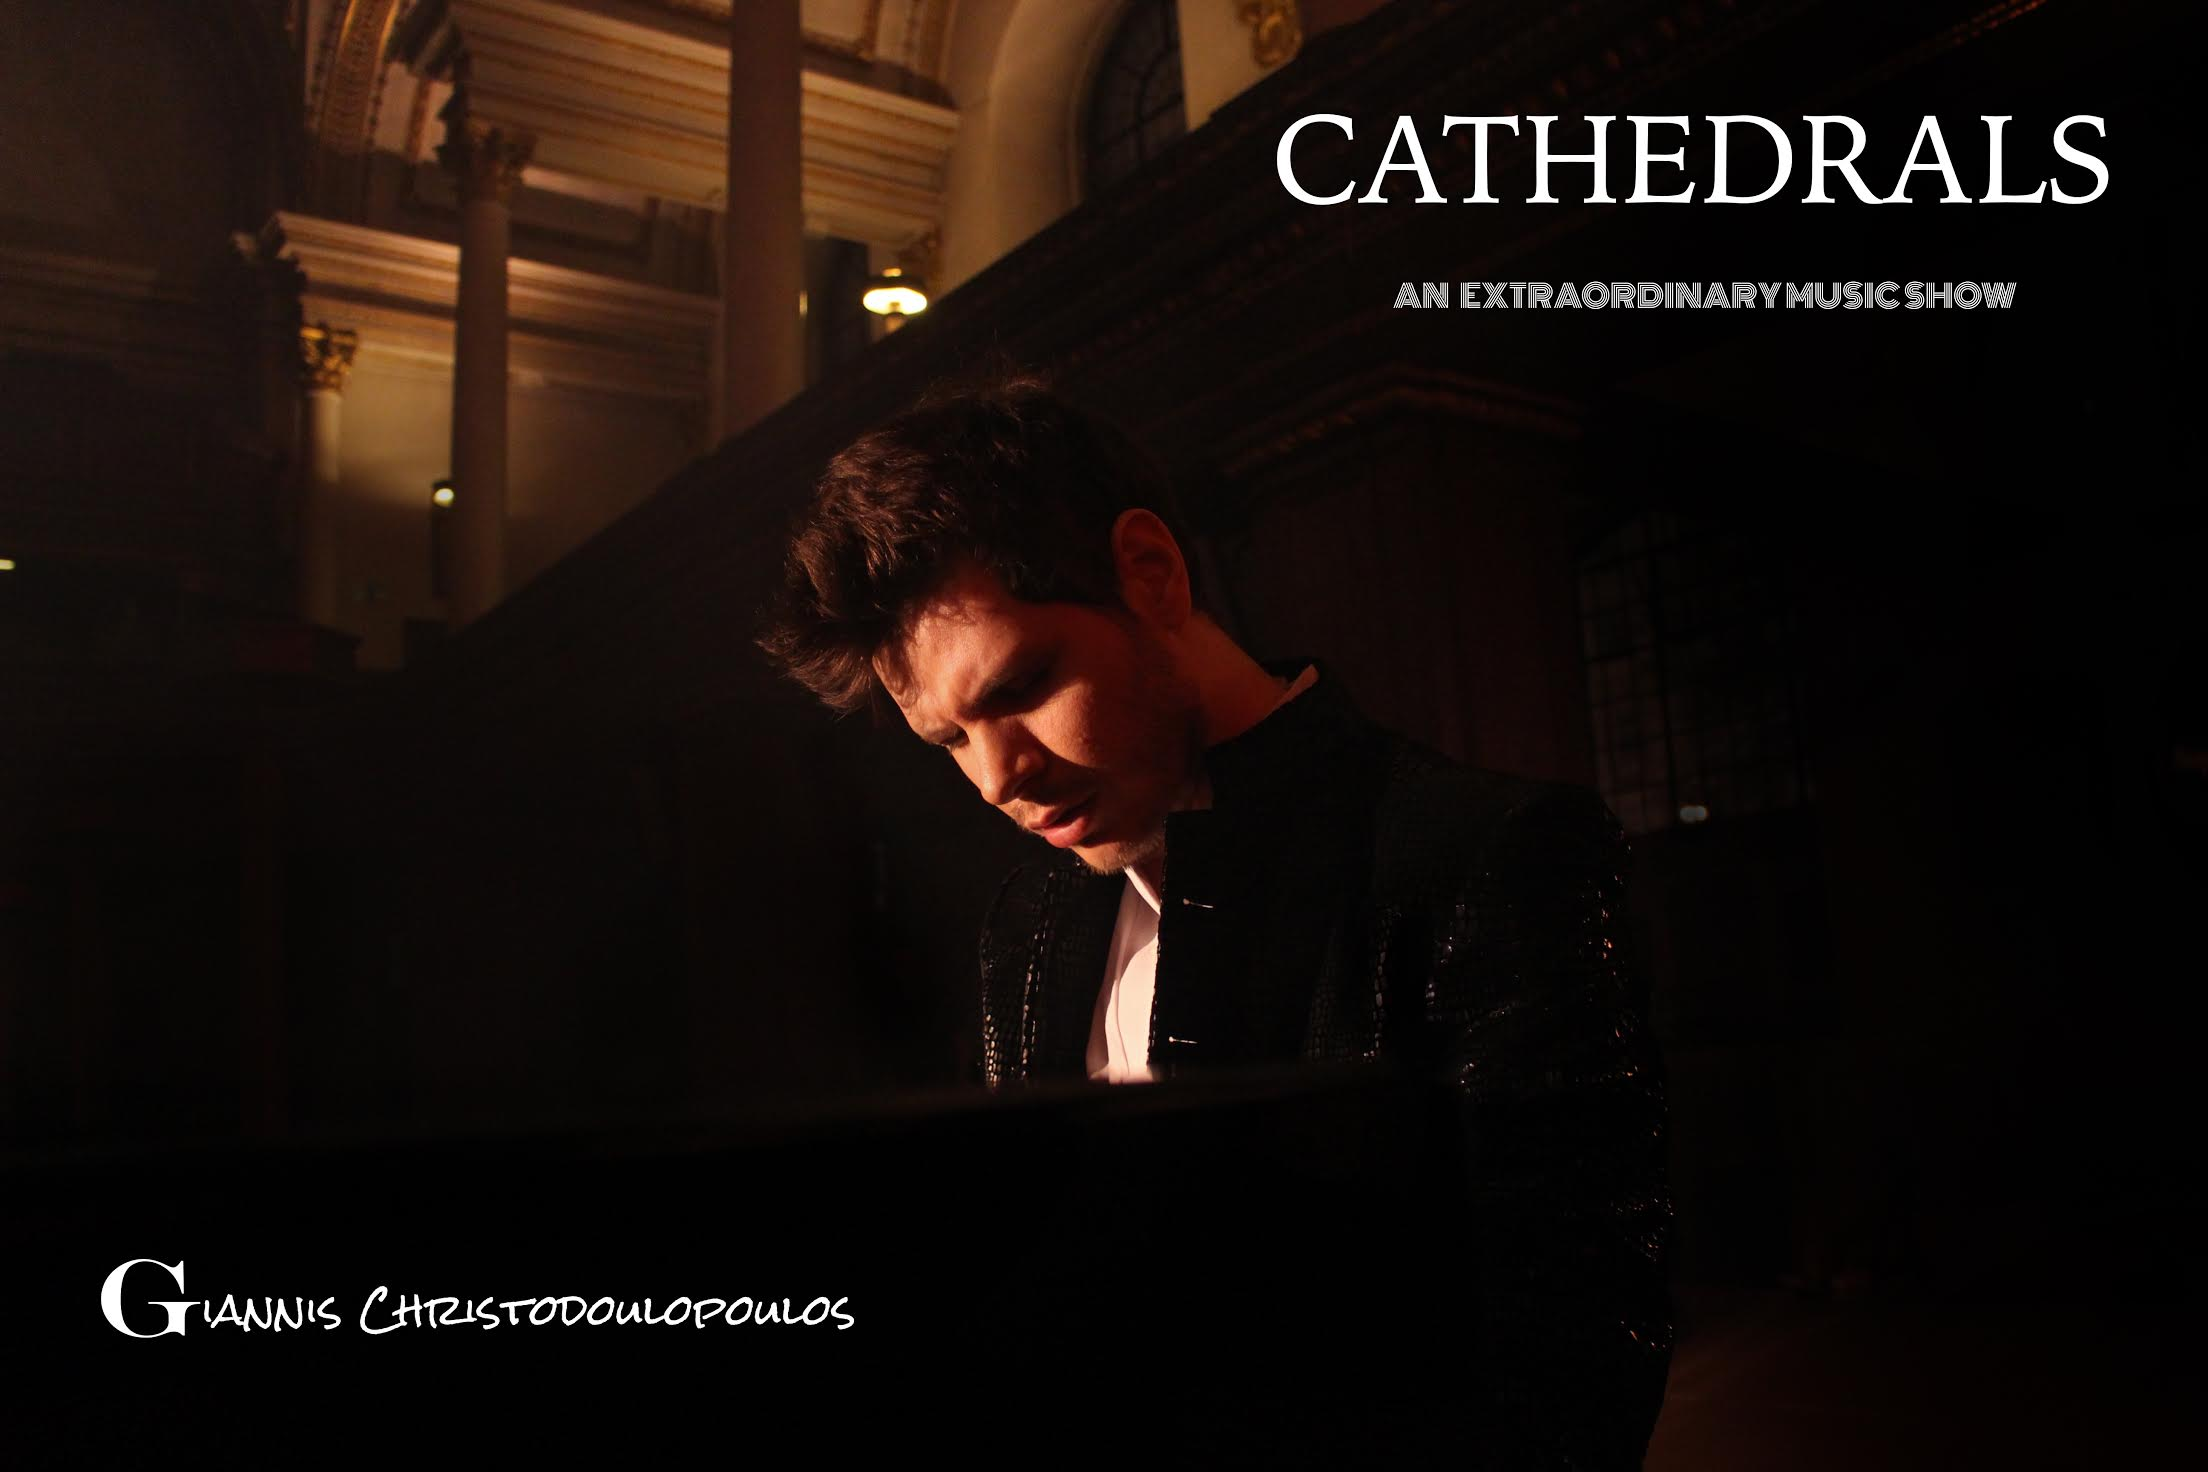 CATHEDRALS
AN EXTRAORDINARY MUSIC SHOW
GIANNIS CHRISTODOULOPOULOS